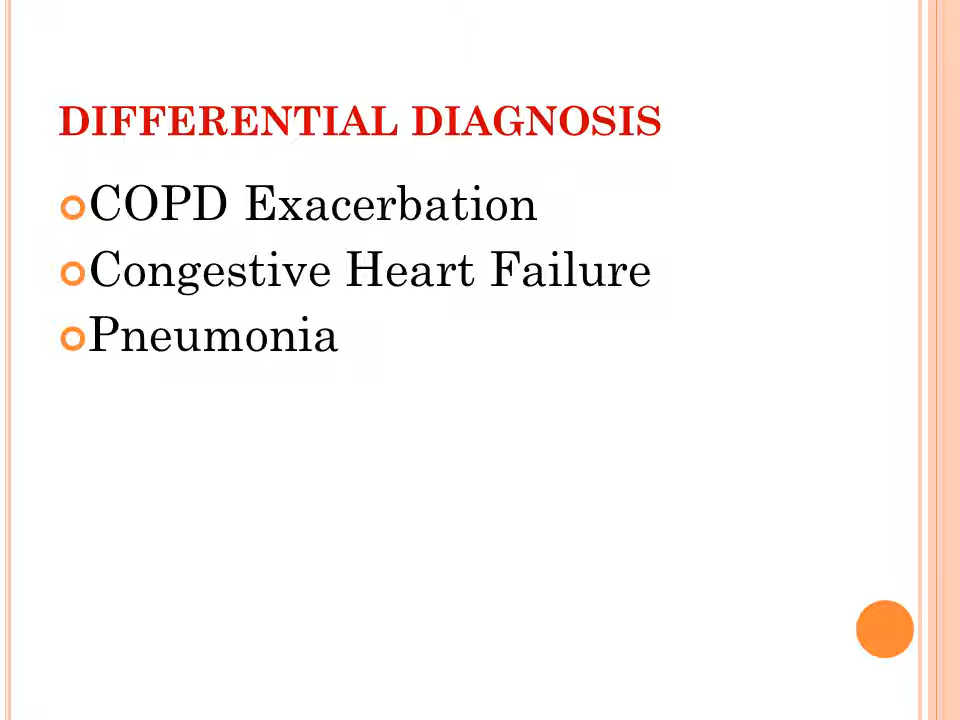 DIFFERENTIAL DIAGNOSIS
COPD Exacerbation
Congestive Heart Failure
Pneumonia